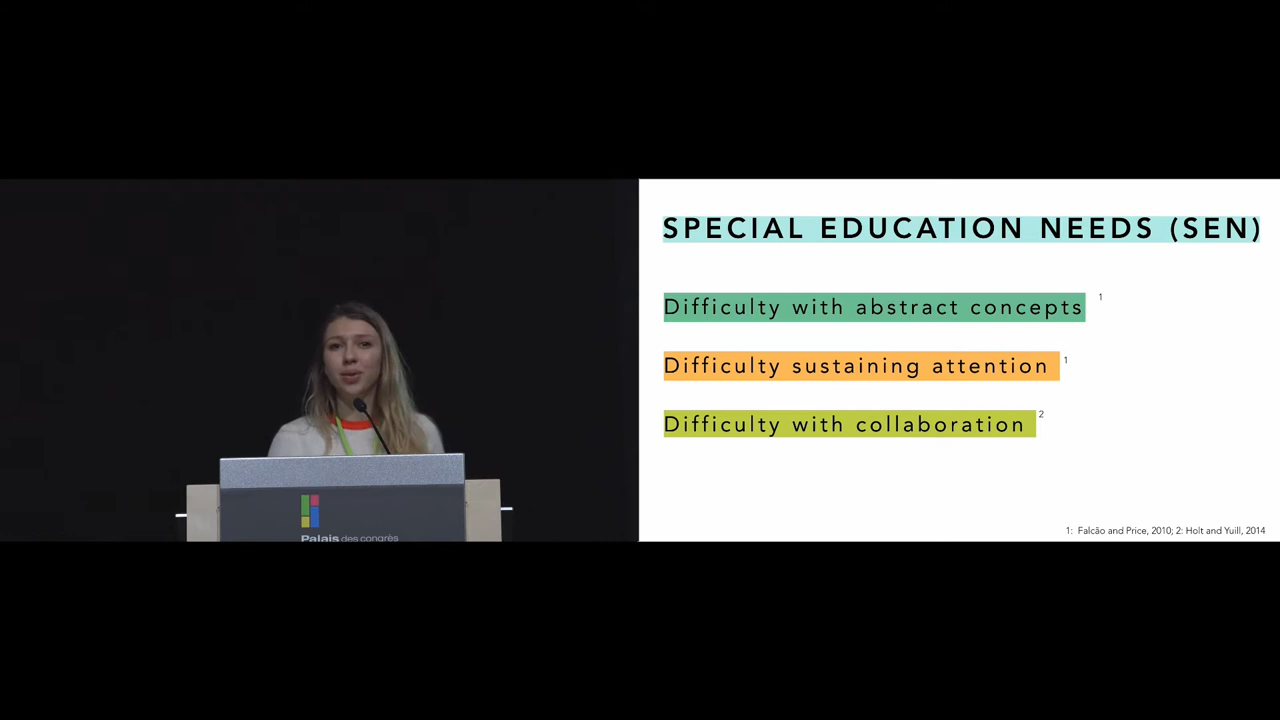 SPECIAL EDUCATION NEEDS (SEN)
Difficulty with abstract concepts 1
Difficulty sustaining attention 1
Difficulty with collaboration 2
1: Falcão and Price, 2010; 2: Holt and Yuill, 2014
Palais des congrès